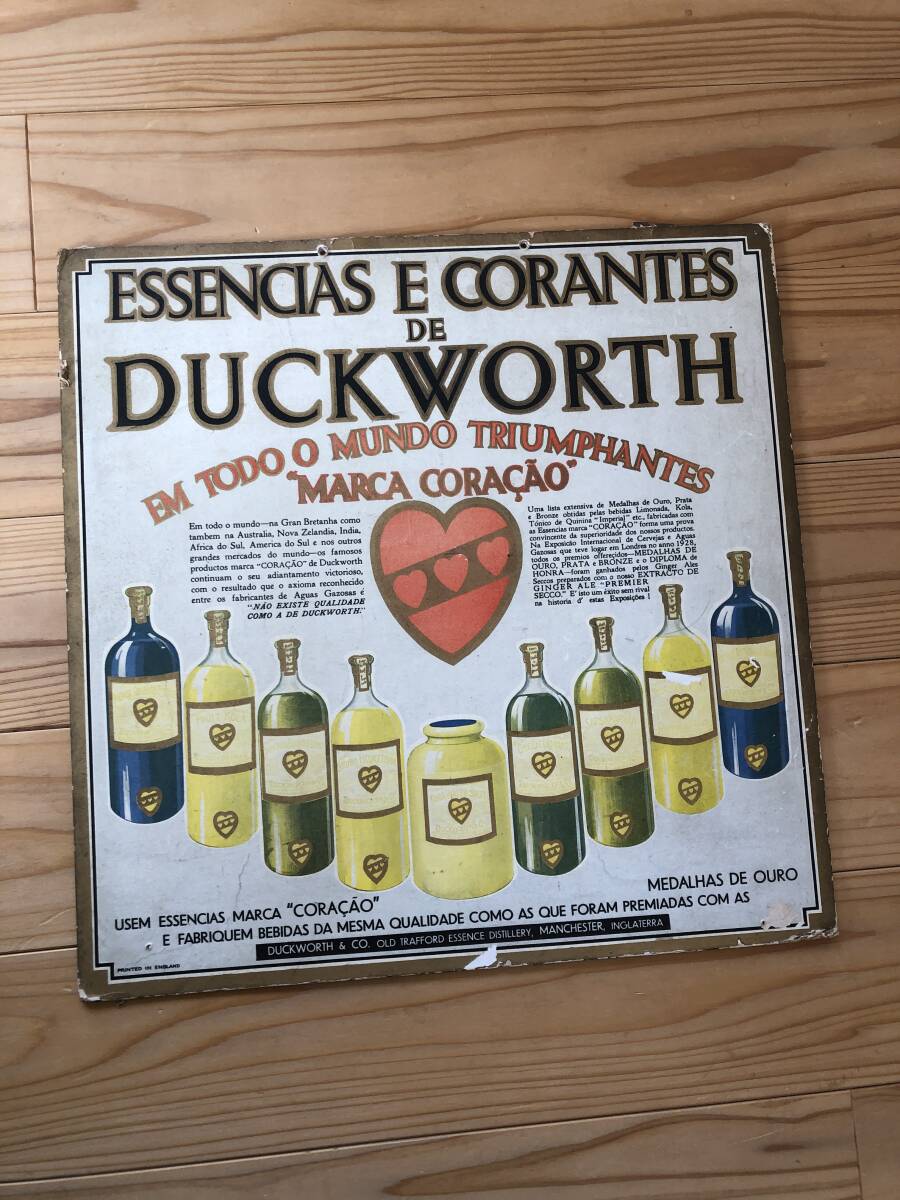 ESSENCIAS E CORANTES
DE
DUCKWORTH
EM TODO O MUNDO TRIUMPHANTES
"MARCA CORAÇÃO"
Em todo o mundo—na Gran Bretanha como
tambem na Australia, Nova Zelandia, India,
Africa do Sul, America do Sul e nos outros
grandes mercados do mundo—os famosos
productos marca "CORAÇÃO" de Duckworth
continuam o seu adiantamento victorioso,
com o resultado que o axioma reconhecido
entre os fabricantes de Aguas Gazosas é
"NÃO EXISTE QUALIDADE
COMO A DE DUCKWORTH."
Uma lista extensiva de Medalhas de Ouro, Prata
e Bronze obtidas pelas bebidas Limonada, Kola,
Tónico de Quinina "Imperial" etc., fabricadas com
as Essencias marca "CORAÇÃO" forma uma prova
convincente da superioridade dos nossos productos.
Na Exposicão Internacional de Cervejas e Aguas
Gazosas que teve logar em Londres no anno 1928,
todos os premios offerecidos—MEDALHAS DE
OURO, PRATA e BRONZE e o DIPLOMA de
HONRA—foram ganhados pelos Ginger Ales
Seccos preparados com o nosso EXTRACTO DE
GINGER ALE "PREMIER
SECCO." E' isto um éxito sem rival
na historia d' estas Exposições !
MEDALHAS DE OURO
USEM ESSENCIAS MARCA "CORAÇÃO"
E FABRIQUEM BEBIDAS DA MESMA QUALIDADE COMO AS QUE FORAM PREMIADAS COM AS
DUCKWORTH & CO. OLD TRAFFORD ESSENCE DISTILLERY, MANCHESTER, INGLATERRA
PRINTED IN ENGLAND